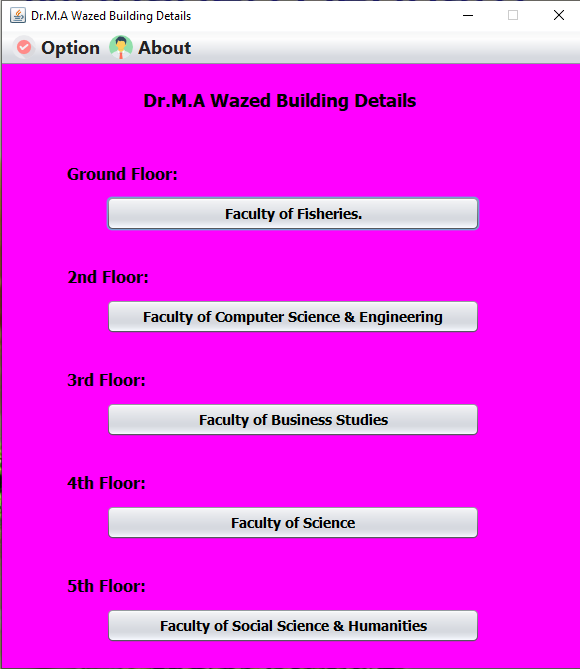 Dr.M.A Wazed Building Details
Option About
Dr.M.A Wazed Building Details
Ground Floor:
Faculty of Fisheries.
2nd Floor:
Faculty of Computer Science & Engineering
3rd Floor:
Faculty of Business Studies
4th Floor:
Faculty of Science
5th Floor:
Faculty of Social Science & Humanities